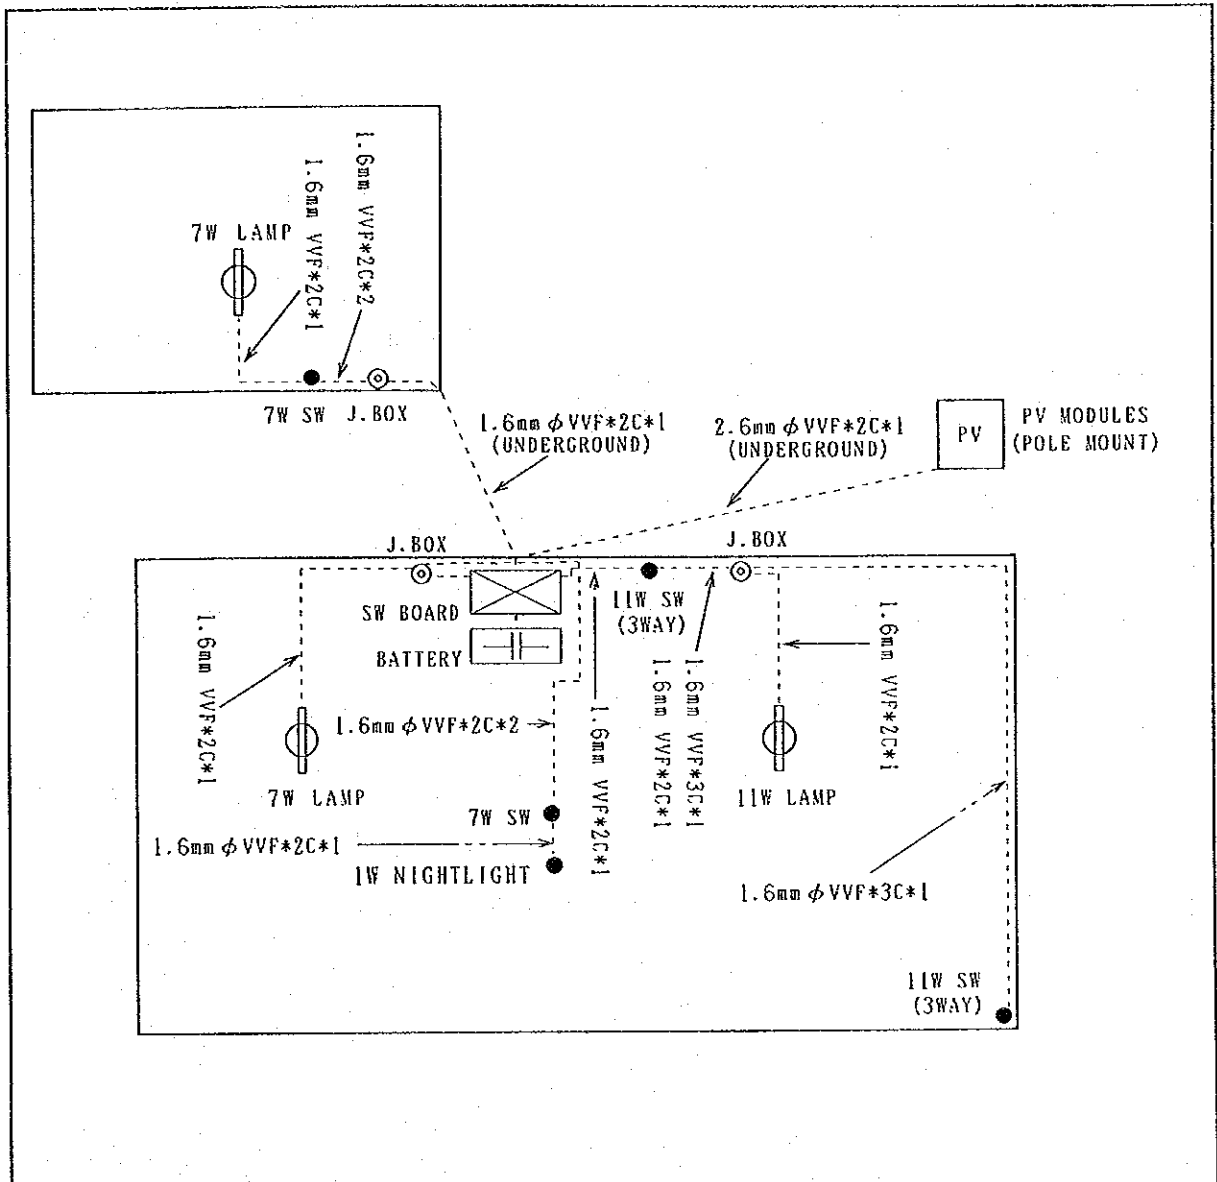 1.6mm VVF*2C*2
1.6mm VVF*2C*1
7W LAMP
7W SW
J.BOX
1.6mm φ VVF*2C*1
(UNDERGROUND)
2.6mm φ VVF*2C*1
(UNDERGROUND)
PV
PV MODULES
(POLE MOUNT)
J.BOX
J.BOX
SW BOARD
11W SW
(3WAY)
BATTERY
1.6mm VVF*2C*1
1.6mm φ VVF*2C*2
1.6mm VVF*2C*1
1.6mm VVF*2C*1
1.6mm VVF*3C*1
1.6mm VVF*2C*1
7W LAMP
11W LAMP
7W SW
1.6mm φ VVF*2C*1
1W NIGHTLIGHT
1.6mm φ VVF*3C*1
11W SW
(3WAY)